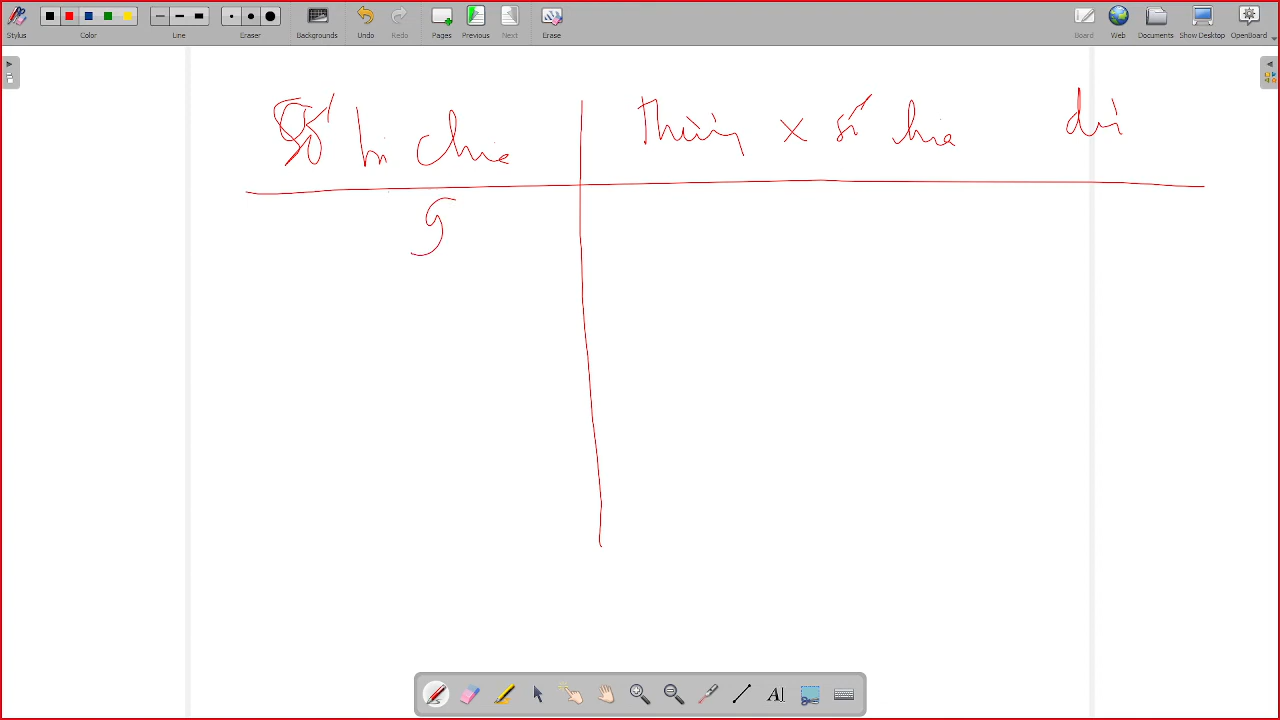 Stylus Color Line Eraser Backgrounds Undo Redo Pages Previous Next Erase Board Web Documents Show Desktop OpenBoard
Số bị chia thương x số chia dư
9